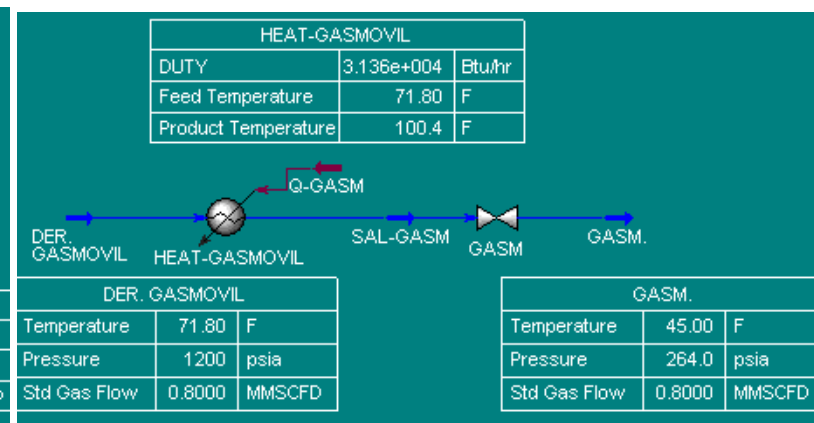 HEAT-GASMOVIL
DUTY 3.136e+004 Btu/hr
Feed Temperature 71.80 F
Product Temperature 100.4 F
Q-GASM
DER. GASMOVIL
HEAT-GASMOVIL
SAL-GASM
GASM
GASM.
DER. GASMOVIL
Temperature 71.80 F
Pressure 1200 psia
Std Gas Flow 0.8000 MMSCFD
GASM.
Temperature 45.00 F
Pressure 264.0 psia
Std Gas Flow 0.8000 MMSCFD